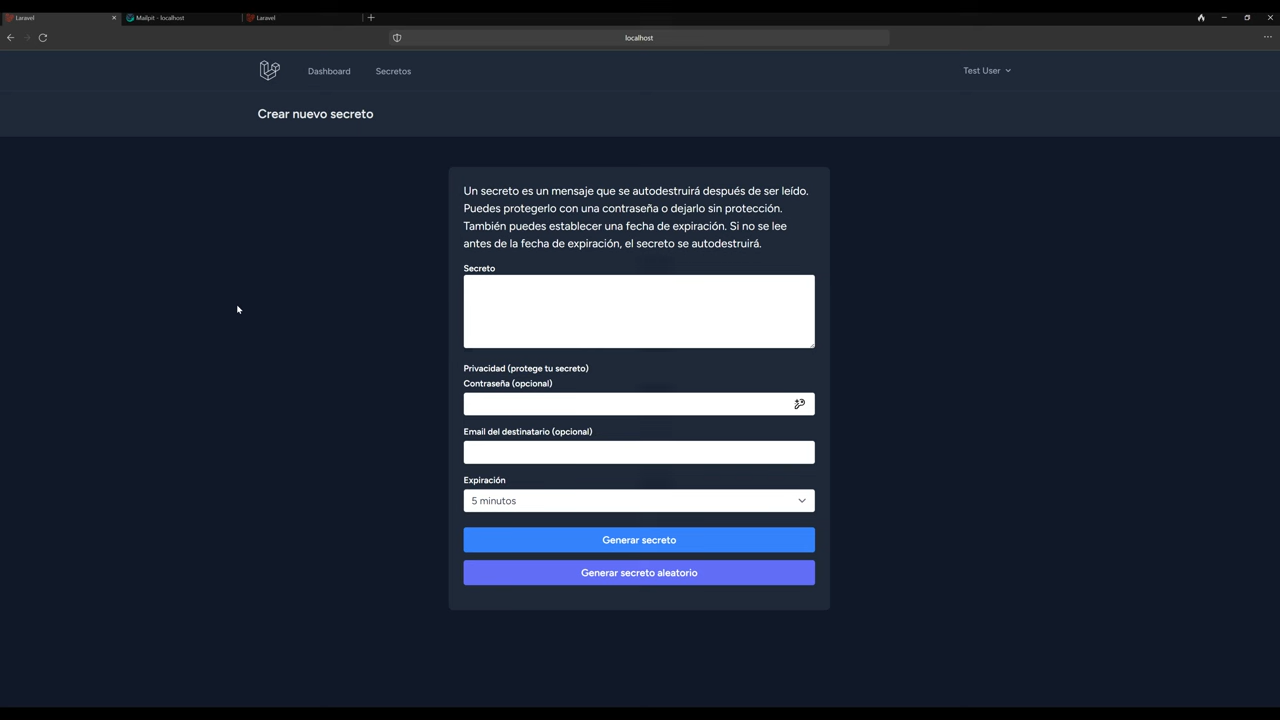 Laravel
Mailpit - localhost
Laravel
localhost
Dashboard
Secretos
Test User
Crear nuevo secreto
Un secreto es un mensaje que se autodestruirá después de ser leído.
Puedes protegerlo con una contraseña o dejarlo sin protección.
También puedes establecer una fecha de expiración. Si no se lee
antes de la fecha de expiración, el secreto se autodestruirá.
Secreto
Privacidad (protege tu secreto)
Contraseña (opcional)
Email del destinatario (opcional)
Expiración
5 minutos
Generar secreto
Generar secreto aleatorio